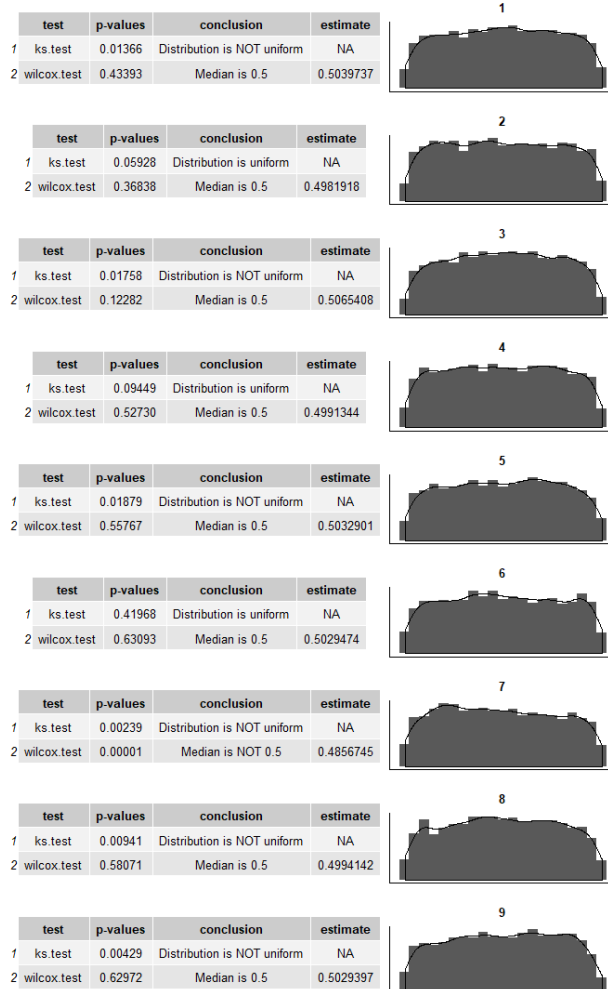 1
test p-values conclusion estimate
1 ks.test 0.01366 Distribution is NOT uniform NA
2 wilcox.test 0.43393 Median is 0.5 0.5039737
2
test p-values conclusion estimate
1 ks.test 0.05928 Distribution is uniform NA
2 wilcox.test 0.36838 Median is 0.5 0.4981918
3
test p-values conclusion estimate
1 ks.test 0.01758 Distribution is NOT uniform NA
2 wilcox.test 0.12282 Median is 0.5 0.5065408
4
test p-values conclusion estimate
1 ks.test 0.09449 Distribution is uniform NA
2 wilcox.test 0.52730 Median is 0.5 0.4991344
5
test p-values conclusion estimate
1 ks.test 0.01879 Distribution is NOT uniform NA
2 wilcox.test 0.55767 Median is 0.5 0.5032901
6
test p-values conclusion estimate
1 ks.test 0.41968 Distribution is uniform NA
2 wilcox.test 0.63093 Median is 0.5 0.5029474
7
test p-values conclusion estimate
1 ks.test 0.00239 Distribution is NOT uniform NA
2 wilcox.test 0.00001 Median is NOT 0.5 0.4856745
8
test p-values conclusion estimate
1 ks.test 0.00941 Distribution is NOT uniform NA
2 wilcox.test 0.58071 Median is 0.5 0.4994142
9
test p-values conclusion estimate
1 ks.test 0.00429 Distribution is NOT uniform NA
2 wilcox.test 0.62972 Median is 0.5 0.5029397